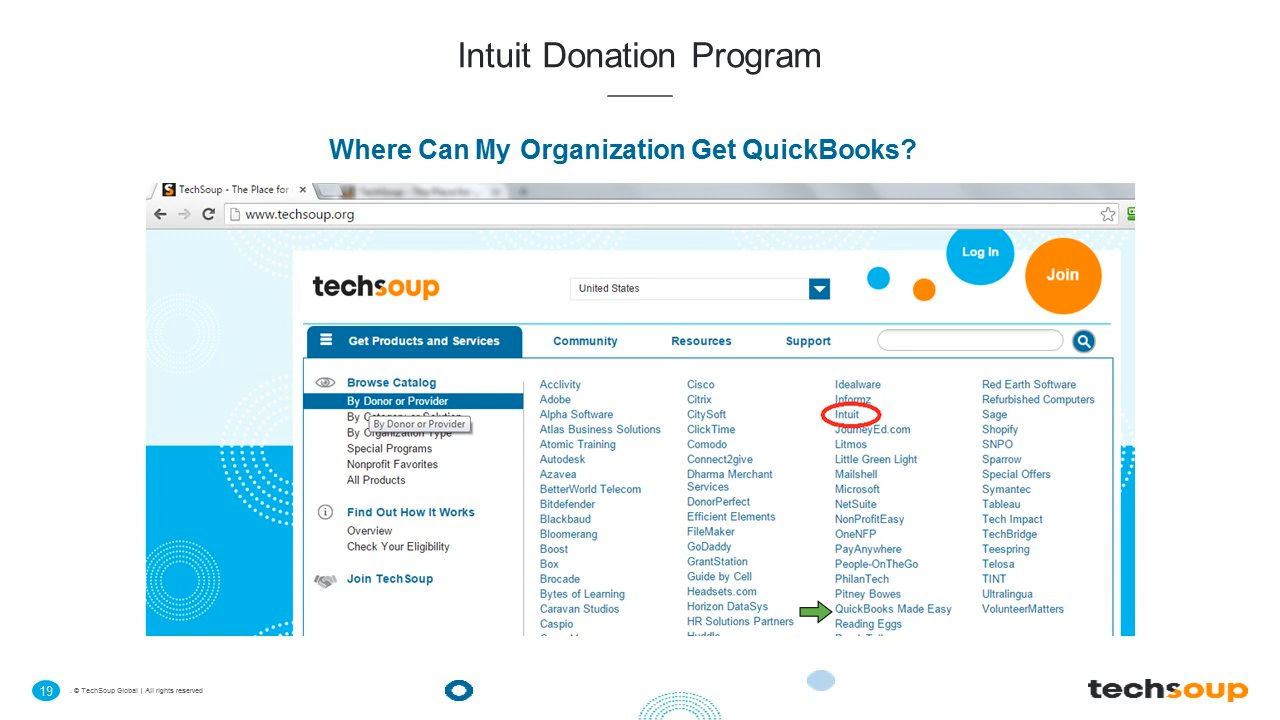 Intuit Donation Program
Where Can My Organization Get QuickBooks?
TechSoup - The Place for
www.techsoup.org
Log In
Join
techsoup
United States
Get Products and Services
Community
Resources
Support
Browse Catalog
By Donor or Provider
By Category or Solution
By Donor or Provider
By Organization Type
Special Programs
Nonprofit Favorites
All Products
Find Out How It Works
Overview
Check Your Eligibility
Join TechSoup
Acclivity
Adobe
Alpha Software
Atlas Business Solutions
Atomic Training
Autodesk
Azavea
BetterWorld Telecom
Bitdefender
Blackbaud
Bloomerang
Boost
Box
Brocade
Bytes of Learning
Caravan Studios
Caspio
Cisco
Citrix
CitySoft
ClickTime
Comodo
Connect2give
Dharma Merchant
Services
DonorPerfect
Efficient Elements
FileMaker
GoDaddy
GrantStation
Guide by Cell
Headsets.com
Horizon DataSys
HR Solutions Partners
Huddle
Idealware
Informz
Intuit
JourneyEd.com
Litmos
Little Green Light
Mailshell
Microsoft
NetSuite
NonProfitEasy
OneNFP
PayAnywhere
People-OnTheGo
PhilanTech
Pitney Bowes
QuickBooks Made Easy
Reading Eggs
Red Earth Software
Refurbished Computers
Sage
Shopify
SNPO
Sparrow
Special Offers
Symantec
Tableau
Tech Impact
TechBridge
Teespring
Telosa
TINT
Ultralingua
VolunteerMatters
19
. © TechSoup Global | All rights reserved
techsoup